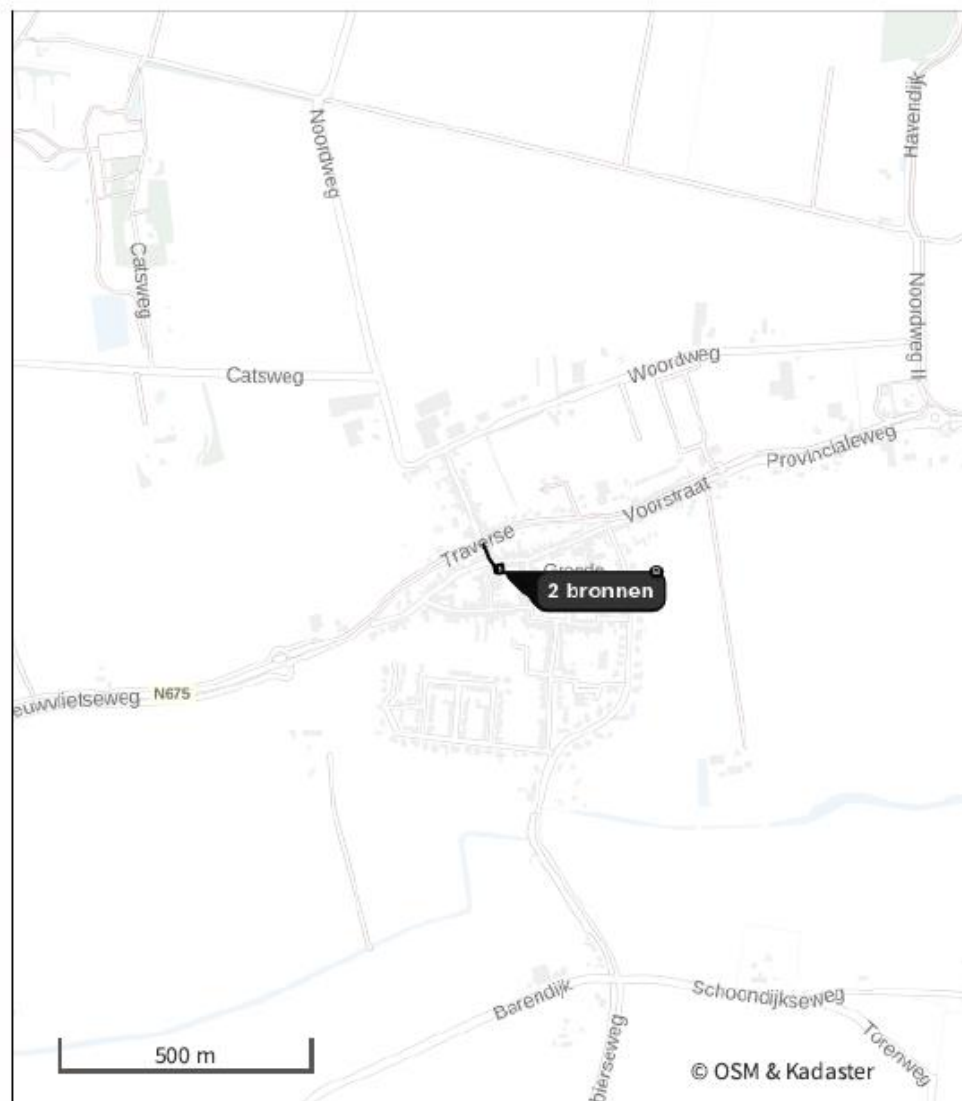 Havendijk
Noordweg
Catsweg
Noordweg II
Woordweg
Catsweg
Provincialeweg
Voorstraat
Traverse
Groede
2 bronnen
euwvlietseweg
N675
Barendijk
Schoondijkseweg
Torenweg
bierseweg
500 m
© OSM & Kadaster